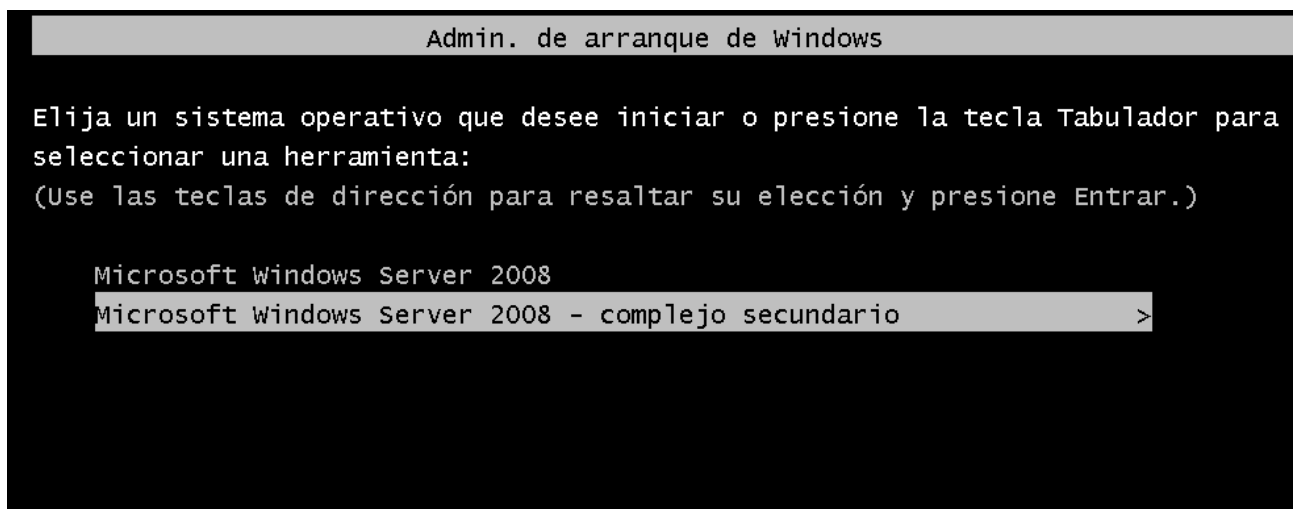 Admin. de arranque de Windows
Elija un sistema operativo que desee iniciar o presione la tecla Tabulador para
seleccionar una herramienta:
(Use las teclas de dirección para resaltar su elección y presione Entrar.)
Microsoft Windows Server 2008
Microsoft Windows Server 2008 - complejo secundario >